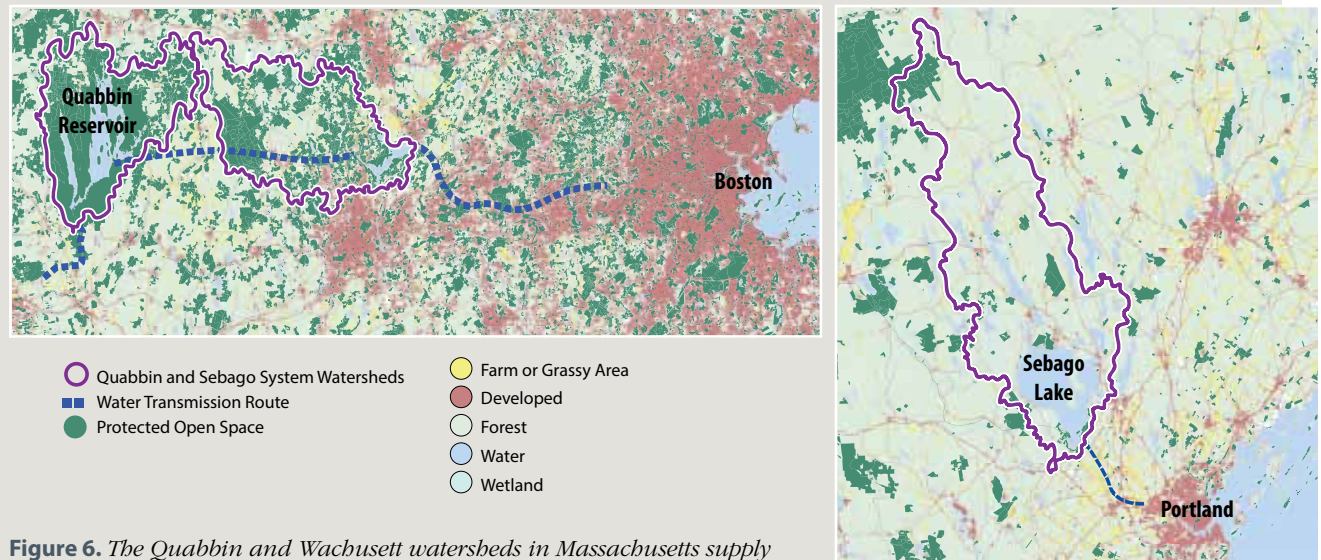 Quabbin
Reservoir
Boston
Sebago
Lake
Portland
Quabbin and Sebago System Watersheds
Water Transmission Route
Protected Open Space
Farm or Grassy Area
Developed
Forest
Water
Wetland
Figure 6. The Quabbin and Wachusett watersheds in Massachusetts supply